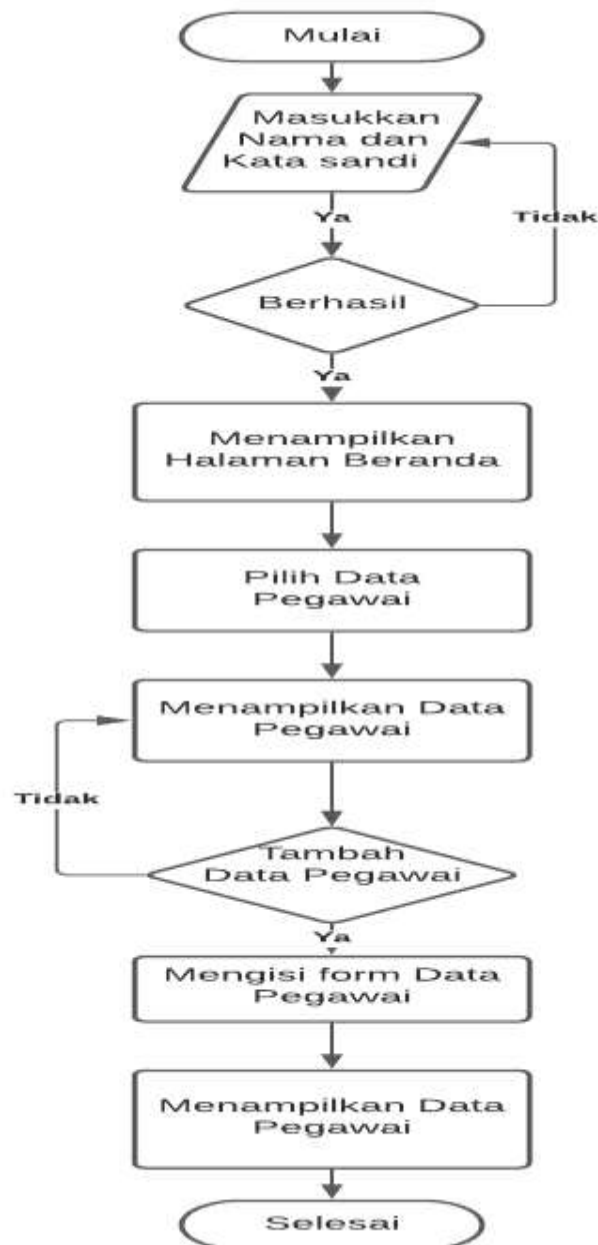 Mulai
Masukkan
Nama dan
Kata sandi
Ya
Tidak
Berhasil
Ya
Menampilkan
Halaman Beranda
Pilih Data
Pegawai
Menampilkan Data
Pegawai
Tidak
Tambah
Data Pegawai
Ya
Mengisi form Data
Pegawai
Menampilkan Data
Pegawai
Selesai